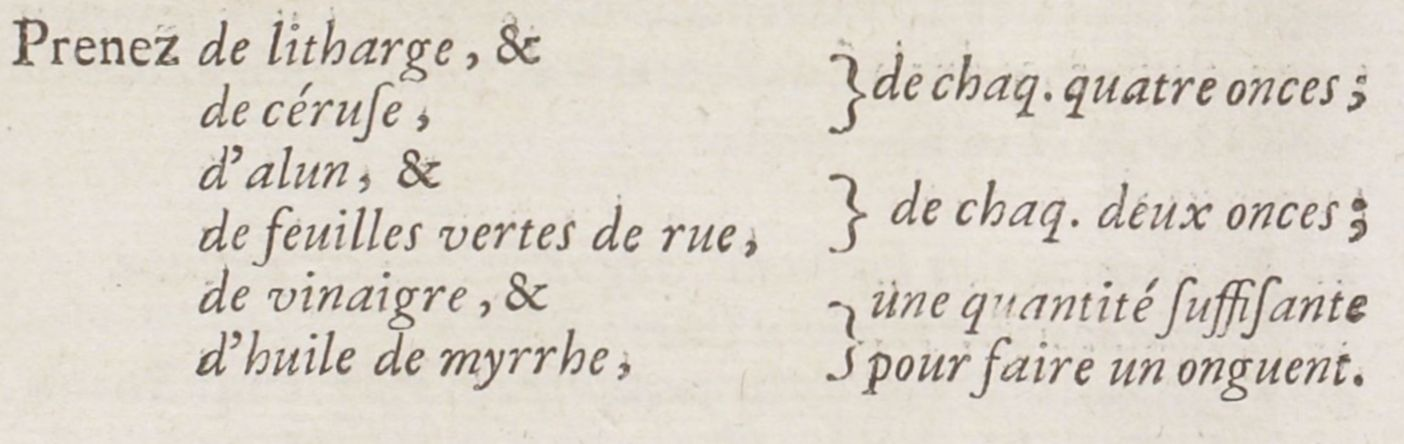 Prenez de litharge, &
de céruſe,
} de chaq. quatre onces;
d'alun, &
de feuilles vertes de rue,
} de chaq. deux onces;
de vinaigre, &
d'huile de myrrhe,
} une quantité ſuffiſante
pour faire un onguent.